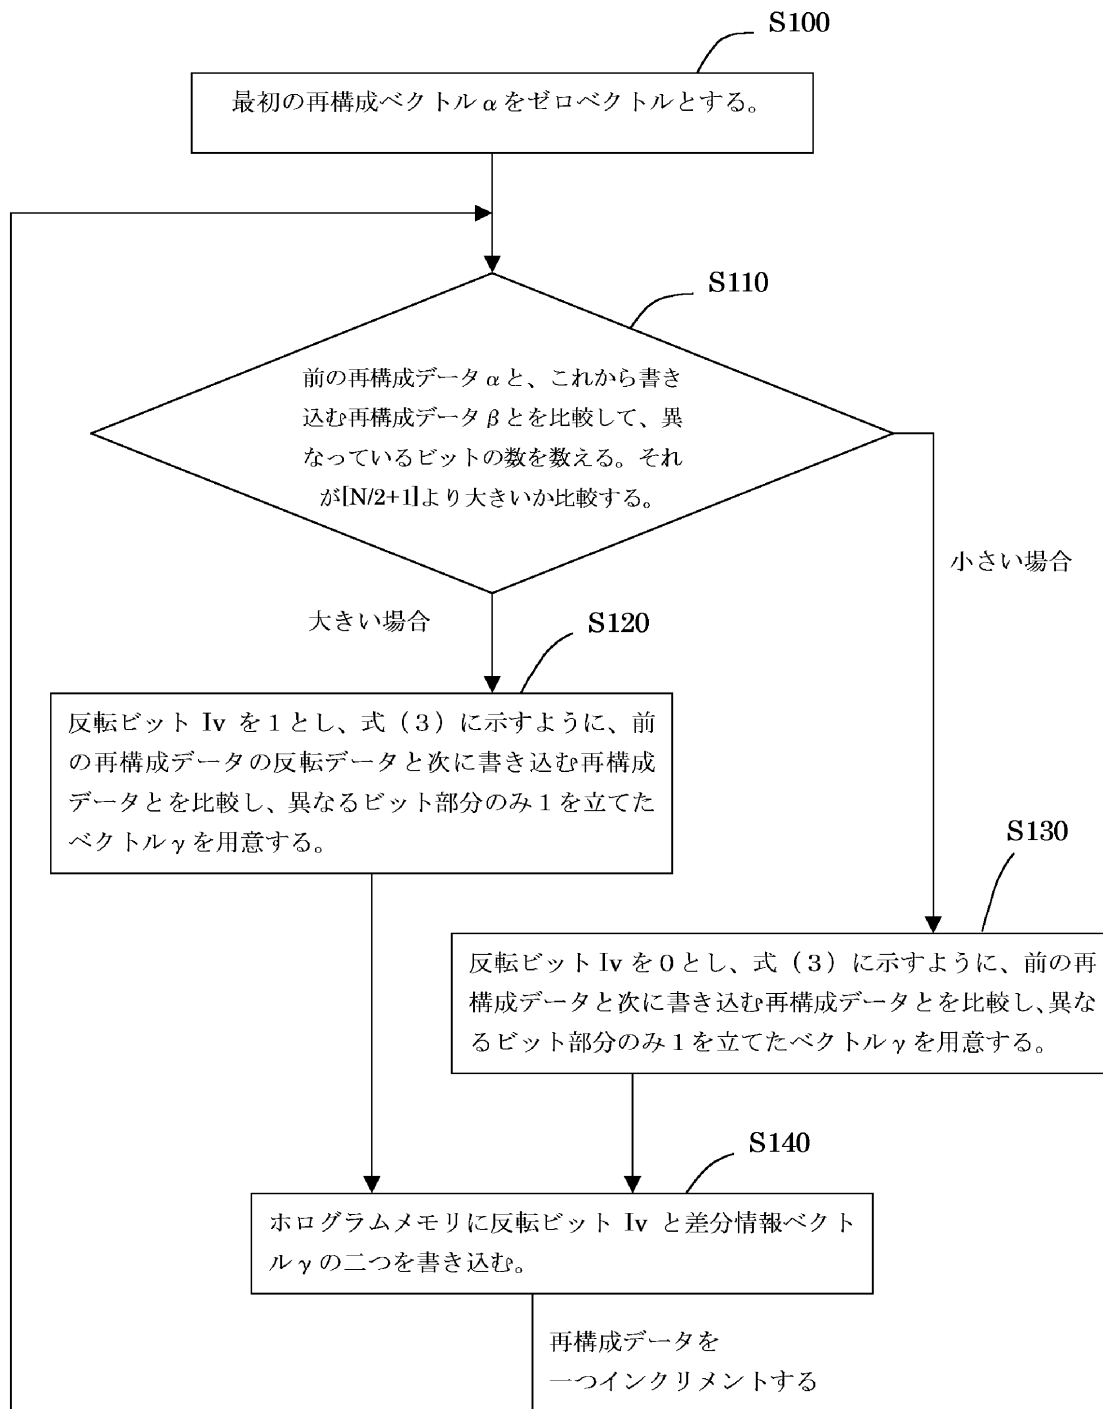 S100
最初の再構成ベクトルαをゼロベクトルとする。
S110
前の再構成データαと、これから書き
込む再構成データβとを比較して、異
なっているビットの数を数える。それ
が[N/2+1]より大きいか比較する。
小さい場合
大きい場合
S120
反転ビット Iv を１とし、式（３）に示すように、前
の再構成データの反転データと次に書き込む再構成
データとを比較し、異なるビット部分のみ１を立てた
ベクトルγを用意する。
S130
反転ビット Iv を０とし、式（３）に示すように、前の再
構成データと次に書き込む再構成データとを比較し、異な
るビット部分のみ１を立てたベクトルγを用意する。
S140
ホログラムメモリに反転ビット Iv と差分情報ベクト
ルγの二つを書き込む。
再構成データを
一つインクリメントする